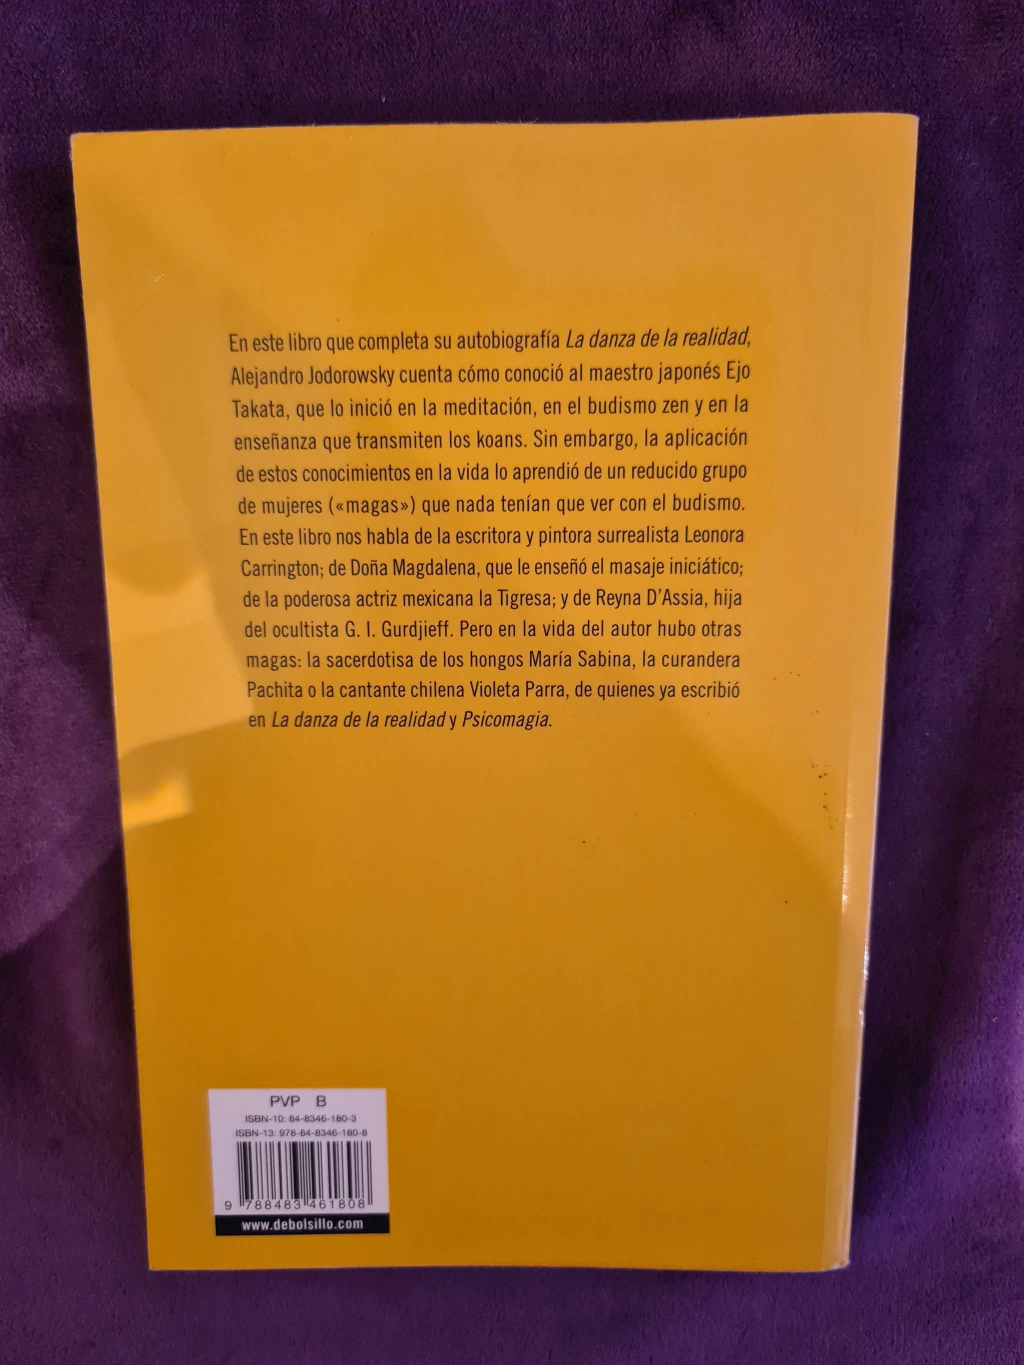 En este libro que completa su autobiografía La danza de la realidad,
Alejandro Jodorowsky cuenta cómo conoció al maestro japonés Ejo
Takata, que lo inició en la meditación, en el budismo zen y en la
enseñanza que transmiten los koans. Sin embargo, la aplicación
de estos conocimientos en la vida lo aprendió de un reducido grupo
de mujeres («magas») que nada tenían que ver con el budismo.
En este libro nos habla de la escritora y pintora surrealista Leonora
Carrington; de Doña Magdalena, que le enseñó el masaje iniciático;
de la poderosa actriz mexicana la Tigresa; y de Reyna D'Assia, hija
del ocultista G. I. Gurdjieff. Pero en la vida del autor hubo otras
magas: la sacerdotisa de los hongos María Sabina, la curandera
Pachita o la cantante chilena Violeta Parra, de quienes ya escribió
en La danza de la realidad y Psicomagia.
PVP B
ISBN-10: 84-8346-180-3
ISBN-13: 978-84-8346-180-8
9 788483 461808
www.debolsillo.com